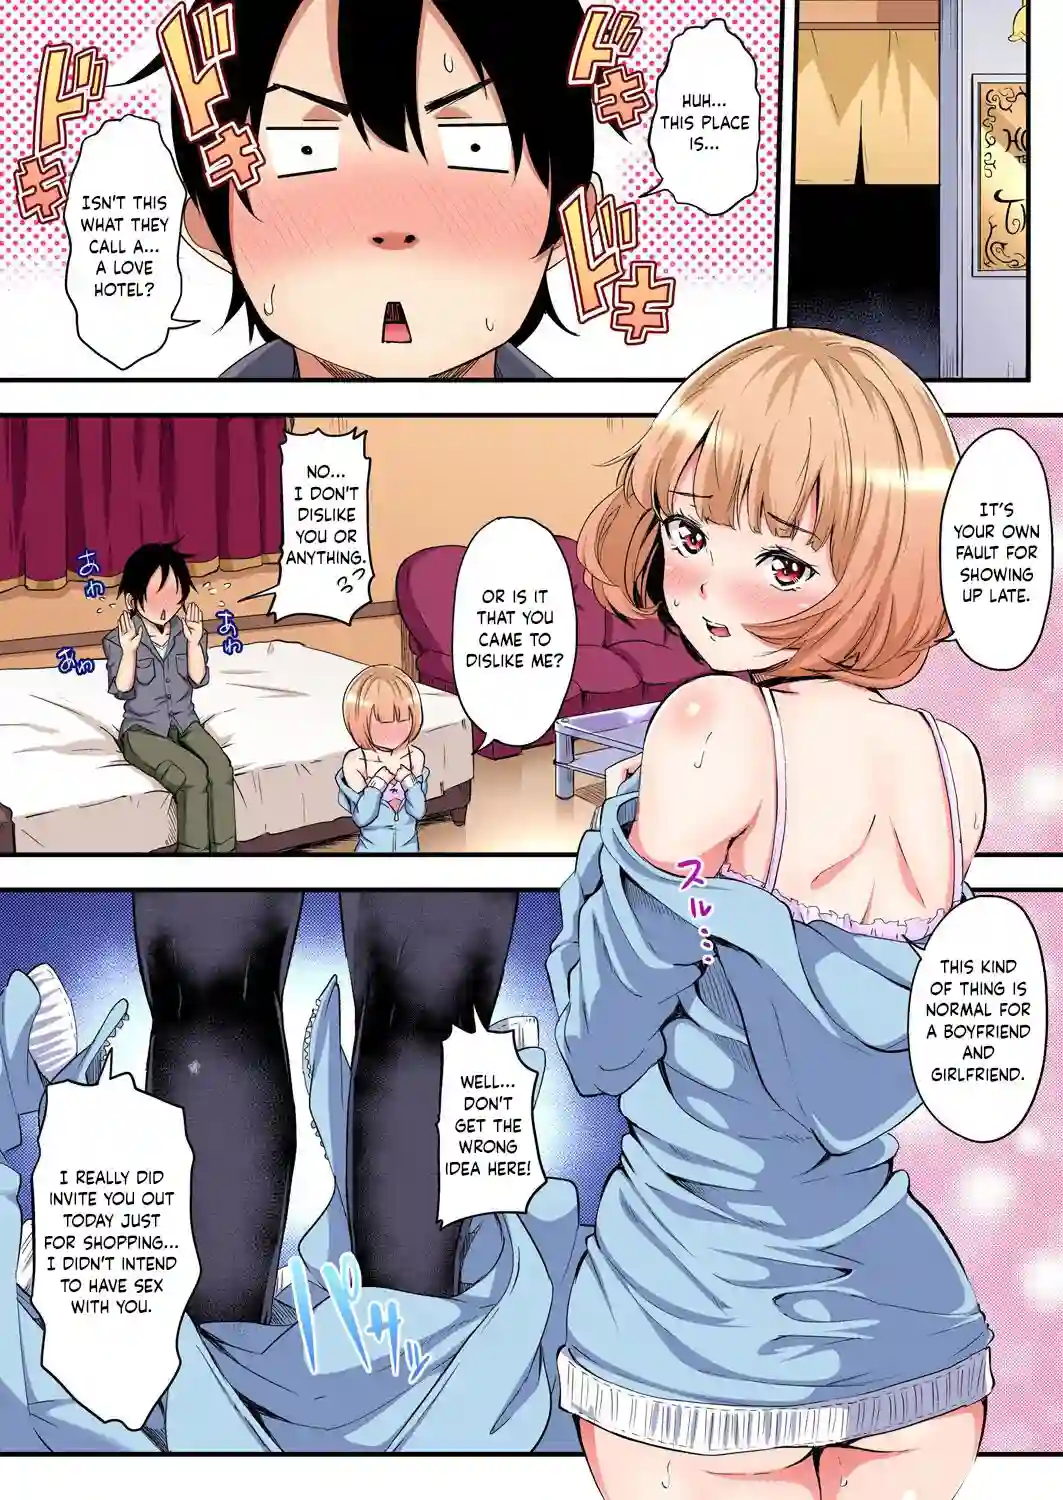 HUH...
THIS PLACE
IS...
ISN'T THIS
WHAT THEY
CALL A...
A LOVE
HOTEL?
ドキ
ドキ
ドキ
ドキ
IT'S
YOUR OWN
FAULT FOR
SHOWING
UP LATE.
OR IS IT
THAT YOU
CAME TO
DISLIKE ME?
NO...
I DON'T
DISLIKE
YOU OR
ANYTHING.
あわ
あわ
あわ
スル…
THIS KIND
OF THING IS
NORMAL FOR
A BOYFRIEND
AND
GIRLFRIEND.
WELL...
DON'T
GET THE
WRONG
IDEA HERE!
I REALLY DID
INVITE YOU OUT
TODAY JUST
FOR SHOPPING...
I DIDN'T INTEND
TO HAVE SEX
WITH YOU.
パサッ